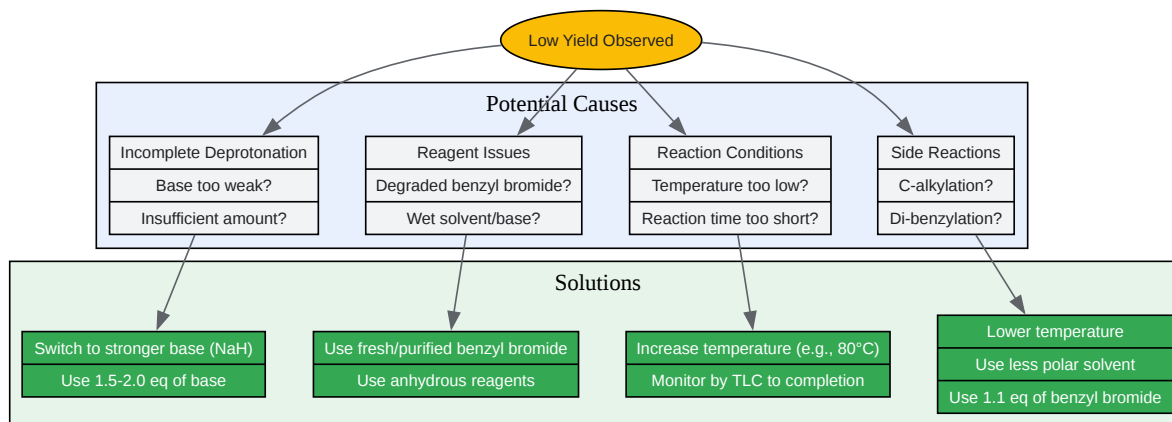 Low Yield Observed
Potential Causes
Incomplete Deprotonation
Base too weak?
Insufficient amount?
Reagent Issues
Degraded benzyl bromide?
Wet solvent/base?
Reaction Conditions
Temperature too low?
Reaction time too short?
Side Reactions
C-alkylation?
Di-benzylation?
Solutions
Switch to stronger base (NaH)
Use 1.5-2.0 eq of base
Use fresh/purified benzyl bromide
Use anhydrous reagents
Increase temperature (e.g., 80°C)
Monitor by TLC to completion
Lower temperature
Use less polar solvent
Use 1.1 eq of benzyl bromide